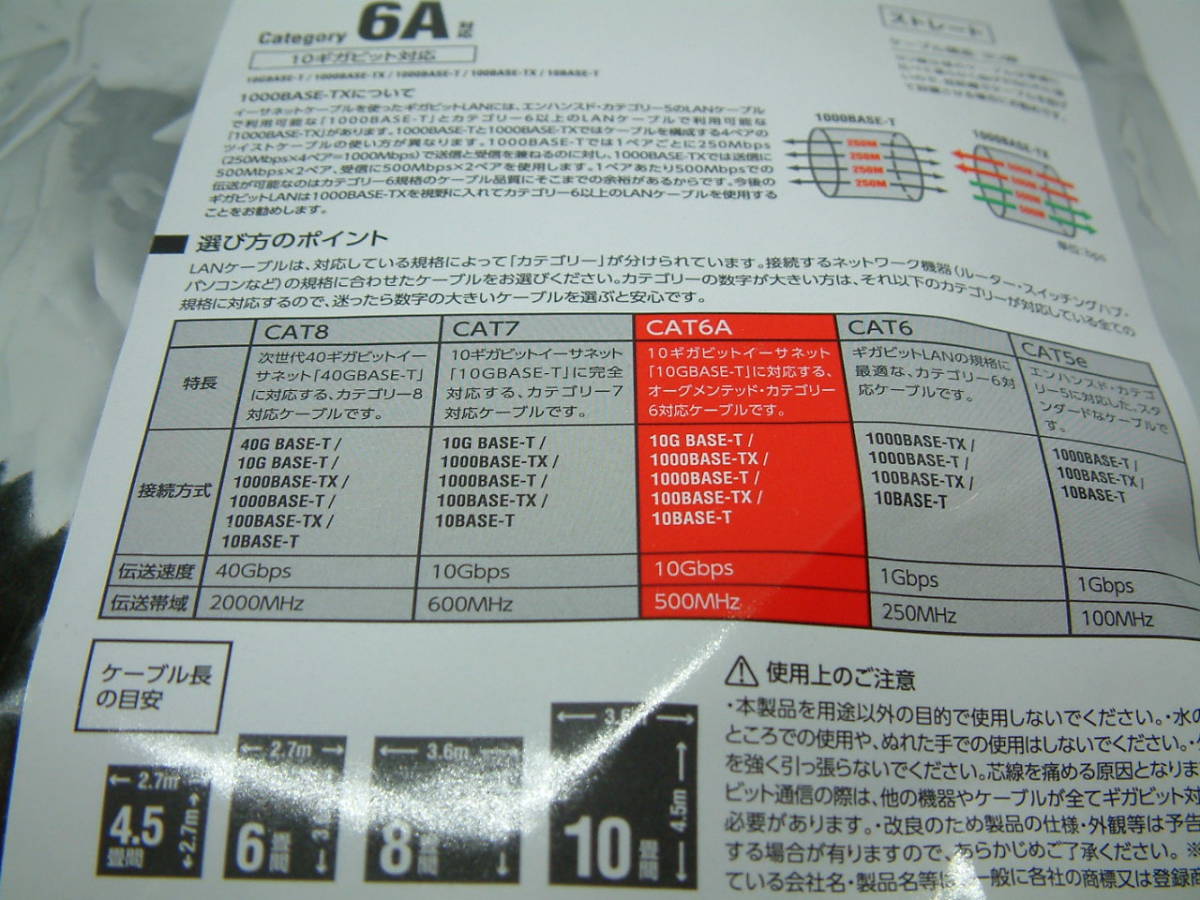 Category 6A 対応
10ギガビット対応
10GBASE-T / 1000BASE-TX / 1000BASE-T / 100BASE-TX / 10BASE-T
ストレート
1000BASE-TXについて
イーサネットケーブルを使ったギガビットLANには、エンハンスド・カテゴリー5のLANケーブル
で利用可能な「1000BASE-T」とカテゴリー6以上のLANケーブルで利用可能な
「1000BASE-TX」があります。1000BASE-Tと1000BASE-TXではケーブルを構成する4ペアの
ツイストケーブルの使い方が異なります。1000BASE-Tでは1ペアごとに250Mbps
(250Mbps×4ペア=1000Mbps)で送信と受信を兼ねるのに対し、1000BASE-TXでは送信に
500Mbps×2ペア、受信に500Mbps×2ペアを使用します。1ペアあたり500Mbpsでの
伝送が可能なのはカテゴリー6規格のケーブル品質にそこまでの余裕があるからです。今後の
ギガビットLANは1000BASE-TXを視野に入れてカテゴリー6以上のLANケーブルを使用する
ことをお勧めします。
1000BASE-T
250M
250M
250M
250M
1000BASE-TX
500M
500M
500M
500M
単位:bps
■ 選び方のポイント
LANケーブルは、対応している規格によって「カテゴリー」が分けられています。接続するネットワーク機器(ルーター・スイッチングハブ・
パソコンなど)の規格に合わせたケーブルをお選びください。カテゴリーの数字が大きい方は、それ以下のカテゴリーが対応している全ての
規格に対応するので、迷ったら数字の大きいケーブルを選ぶと安心です。
CAT8 CAT7 CAT6A CAT6 CAT5e
特長
次世代40ギガビットイー
サネット「40GBASE-T」
に対応する、カテゴリー8
対応ケーブルです。
10ギガビットイーサネット
「10GBASE-T」に完全
対応する、カテゴリー7
対応ケーブルです。
10ギガビットイーサネット
「10GBASE-T」に対応する、
オーグメンテッド・カテゴリー
6対応ケーブルです。
ギガビットLANの規格に
最適な、カテゴリー6対
応ケーブルです。
エンハンスド・カテゴ
リー5に対応した、スタ
ンダードなケーブルで
す。
接続方式
40G BASE-T /
10G BASE-T /
1000BASE-TX /
1000BASE-T /
100BASE-TX /
10BASE-T
10G BASE-T /
1000BASE-TX /
1000BASE-T /
100BASE-TX /
10BASE-T
10G BASE-T /
1000BASE-TX /
1000BASE-T /
100BASE-TX /
10BASE-T
1000BASE-TX /
1000BASE-T /
100BASE-TX /
10BASE-T
1000BASE-T /
100BASE-TX /
10BASE-T
伝送速度 40Gbps 10Gbps 10Gbps 1Gbps 1Gbps
伝送帯域 2000MHz 600MHz 500MHz 250MHz 100MHz
ケーブル長
の目安
2.7m
4.5
畳間
2.7m
2.7m
6畳間
3
3.6m
8畳間
3.6m
10畳間
4.5m
⚠ 使用上のご注意
・本製品を用途以外の目的で使用しないでください。・水の
ところでの使用や、ぬれた手での使用はしないでください。・
を強く引っ張らないでください。芯線を痛める原因となりま
ビット通信の際は、他の機器やケーブルが全てギガビット対
必要があります。・改良のため製品の仕様・外観等は予告
する場合が有りますので、あらかじめご了承ください。※
ている会社名・製品名等は、一般に各社の商標又は登録商